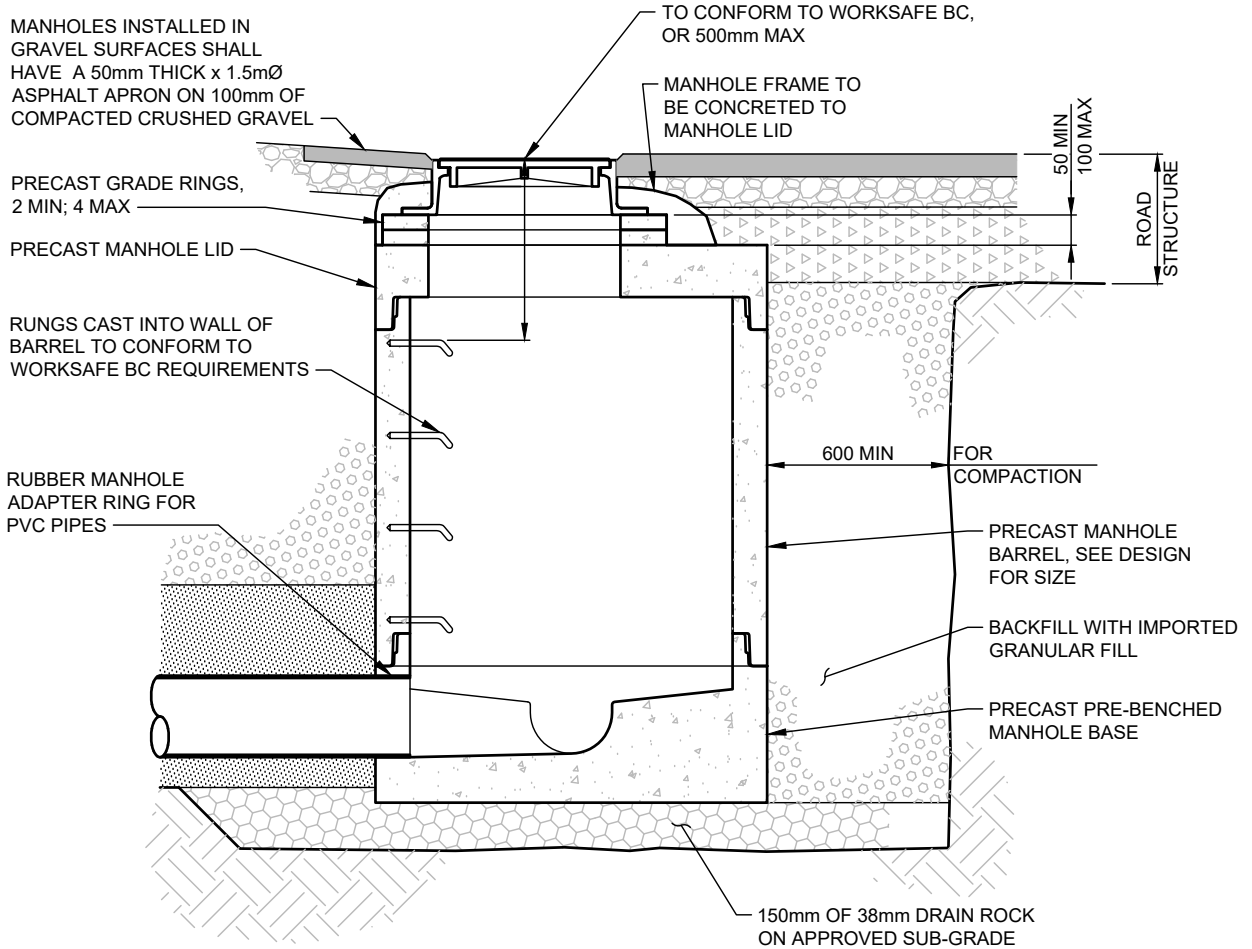 MANHOLES INSTALLED IN
GRAVEL SURFACES SHALL
HAVE A 50mm THICK x 1.5mØ
ASPHALT APRON ON 100mm OF
COMPACTED CRUSHED GRAVEL
PRECAST GRADE RINGS,
2 MIN; 4 MAX
PRECAST MANHOLE LID
RUNGS CAST INTO WALL OF
BARREL TO CONFORM TO
WORKSAFE BC REQUIREMENTS
RUBBER MANHOLE
ADAPTER RING FOR
PVC PIPES
TO CONFORM TO WORKSAFE BC,
OR 500mm MAX
MANHOLE FRAME TO
BE CONCRETED TO
MANHOLE LID
50 MIN
100 MAX
ROAD
STRUCTURE
600 MIN
FOR
COMPACTION
PRECAST MANHOLE
BARREL, SEE DESIGN
FOR SIZE
BACKFILL WITH IMPORTED
GRANULAR FILL
PRECAST PRE-BENCHED
MANHOLE BASE
150mm OF 38mm DRAIN ROCK
ON APPROVED SUB-GRADE